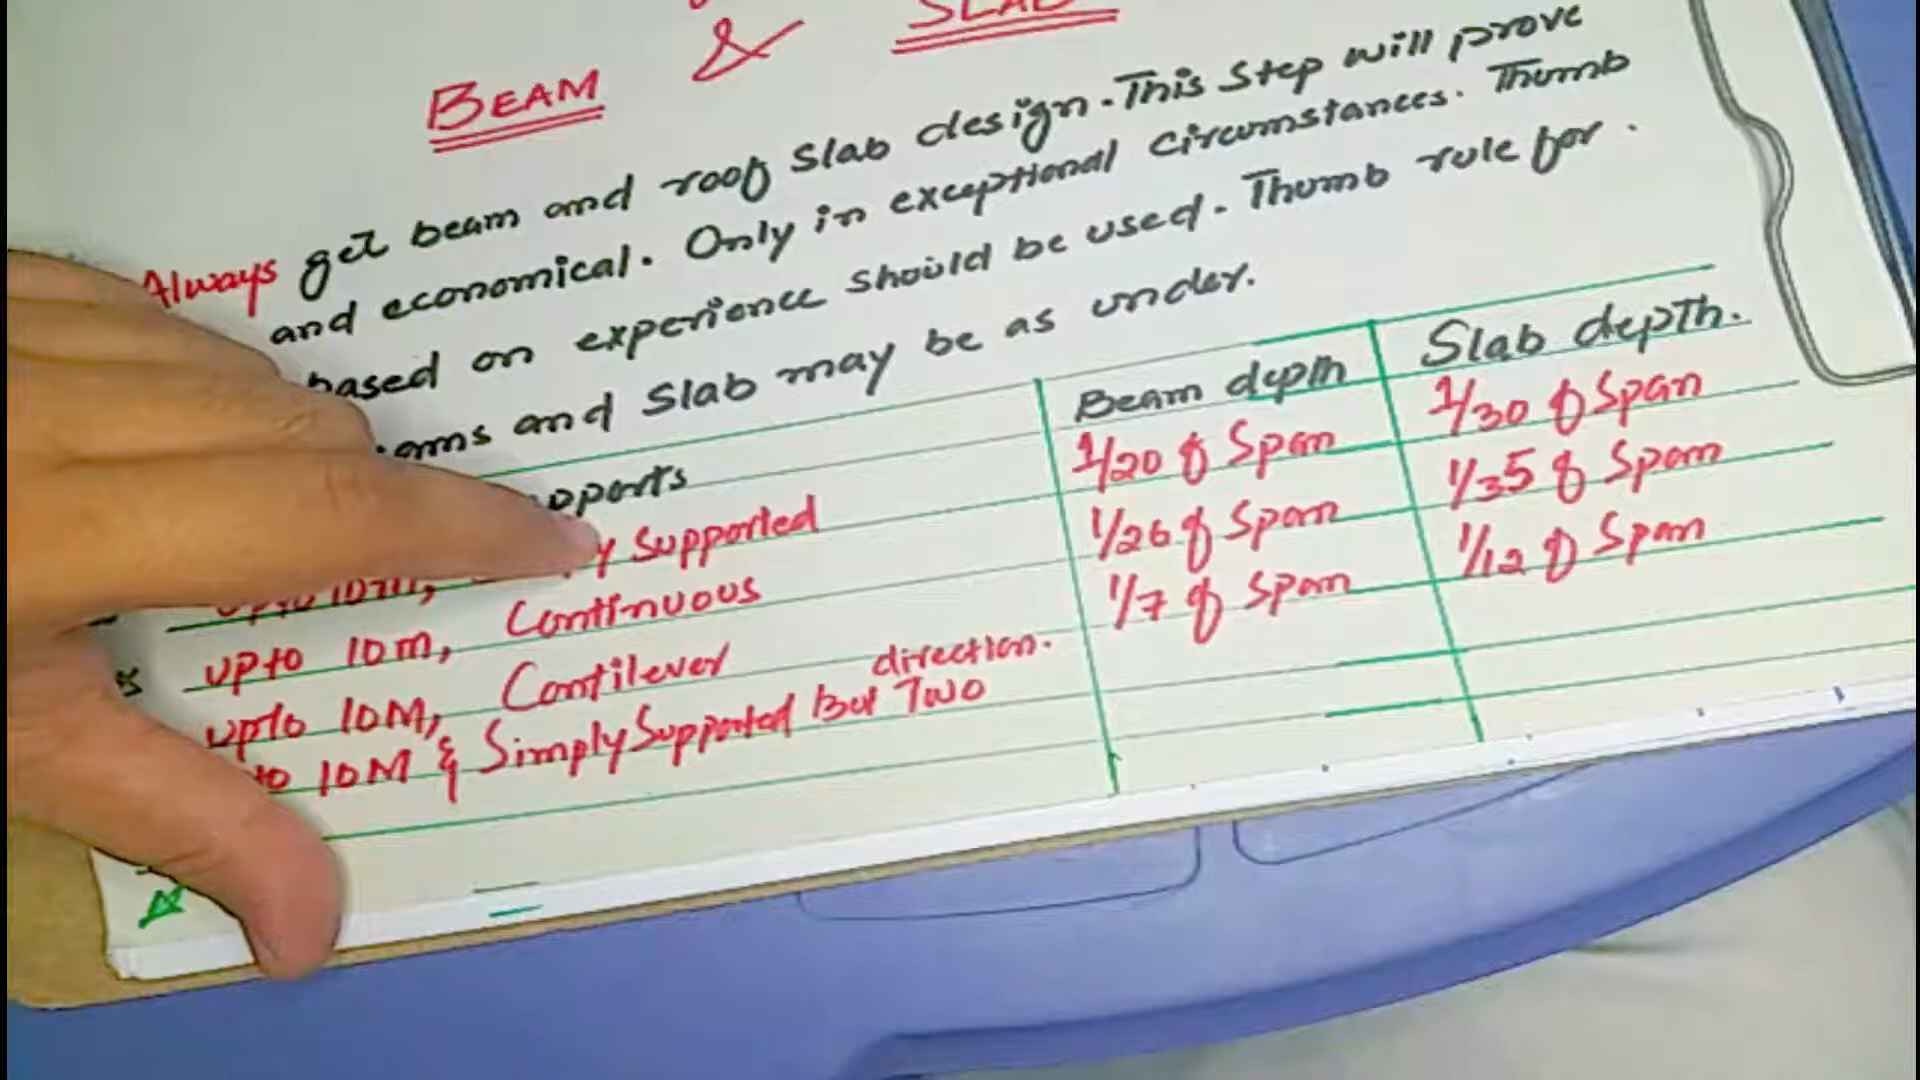 BEAM & SLAB
Always get beam and roof slab design. This step will prove
and economical. Only in exceptional circumstances. Thumb
based on experience should be used. Thumb rule for.
and slab may be as under.
Beam depth Slab depth.
Supported 1/20 of Span 1/30 of Span
upto 10m, Continuous 1/26 of Span 1/35 of Span
upto 10M, Cantilever 1/7 of Span 1/12 of Span
to 10M & Simply Supported But Two direction.